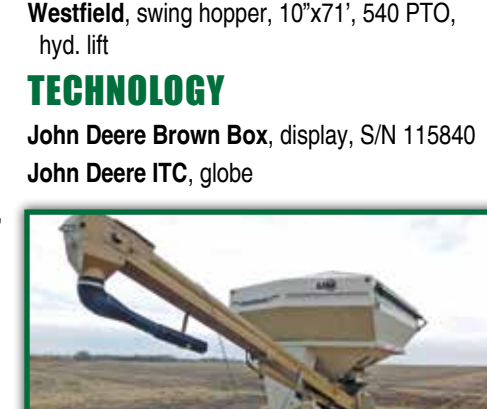 Westfield, swing hopper, 10”x71’, 540 PTO,
hyd. lift
TECHNOLOGY
John Deere Brown Box, display, S/N 115840
John Deere ITC, globe